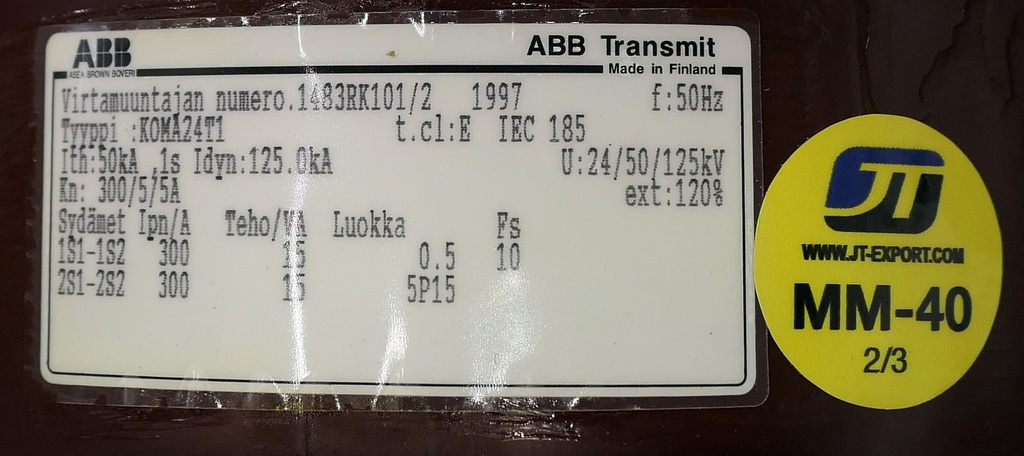 ABB
ASEA BROWN BOVERI
ABB Transmit
Made in Finland
Virtamuuntajan numero.1483RK101/2 1997 f:50Hz
Tyyppi :KOMA24T1 t.cl:E IEC 185
Ith:50kA ,1s Idyn:125.0kA U:24/50/125kV
Kn: 300/5/5A ext:120%
Sydämet Ipn/A Teho/VA Luokka Fs
1S1-1S2 300 15 0.5 10
2S1-2S2 300 15 5P15
JT
WWW.JT-EXPORT.COM
MM-40
2/3